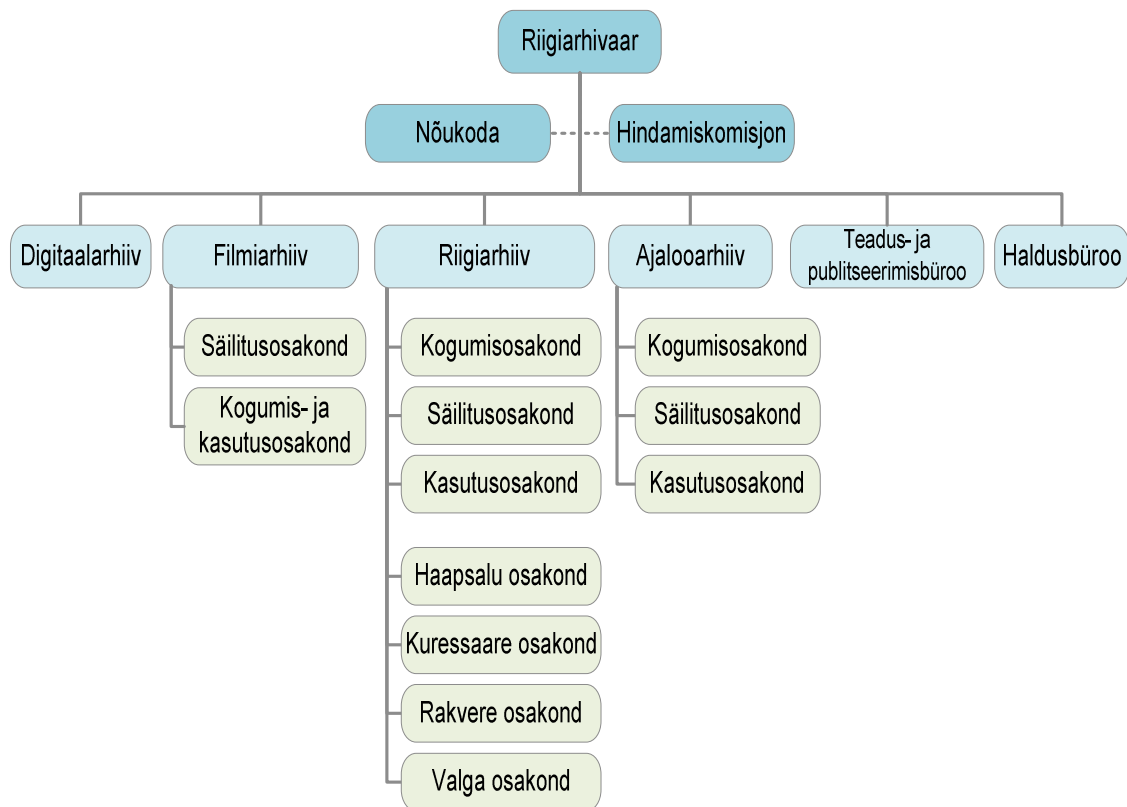 Riigiarhivaar
Nõukoda
Hindamiskomisjon
Digitaalarhiiv
Filmiarhiiv
Riigiarhiiv
Ajalooarhiiv
Teadus- ja
publitseerimisbüroo
Haldusbüroo
Säilitusosakond
Kogumis- ja
kasutusosakond
Kogumisosakond
Säilitusosakond
Kasutusosakond
Haapsalu osakond
Kuressaare osakond
Rakvere osakond
Valga osakond
Kogumisosakond
Säilitusosakond
Kasutusosakond